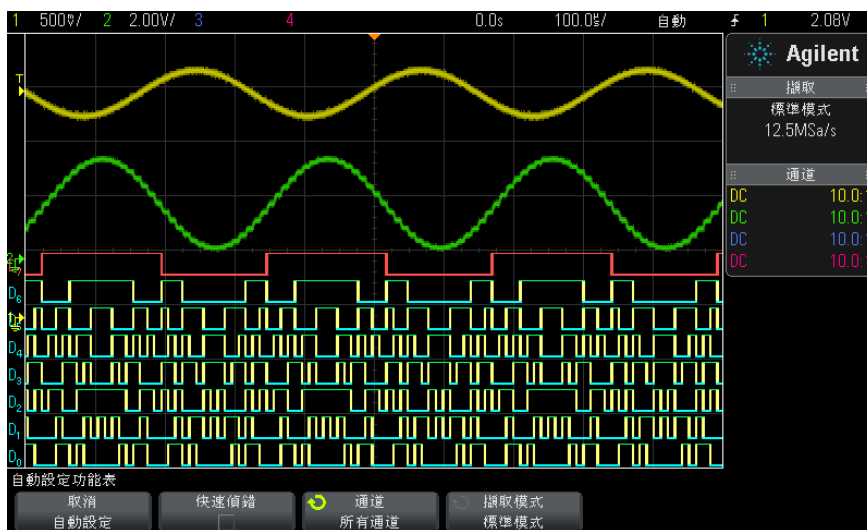 1 500mV/ 2 2.00V/ 3 4 0.0s 100.0us/ 自動 1 2.08V
Agilent
擷取
標準模式
12.5MSa/s
通道
DC 10.0:
DC 10.0:
DC 10.0:
DC 10.0:
T
2
D6
D4
D3
D2
D1
D0
自動設定功能表
取消
自動設定
快速偵錯
通道
所有通道
擷取模式
標準模式